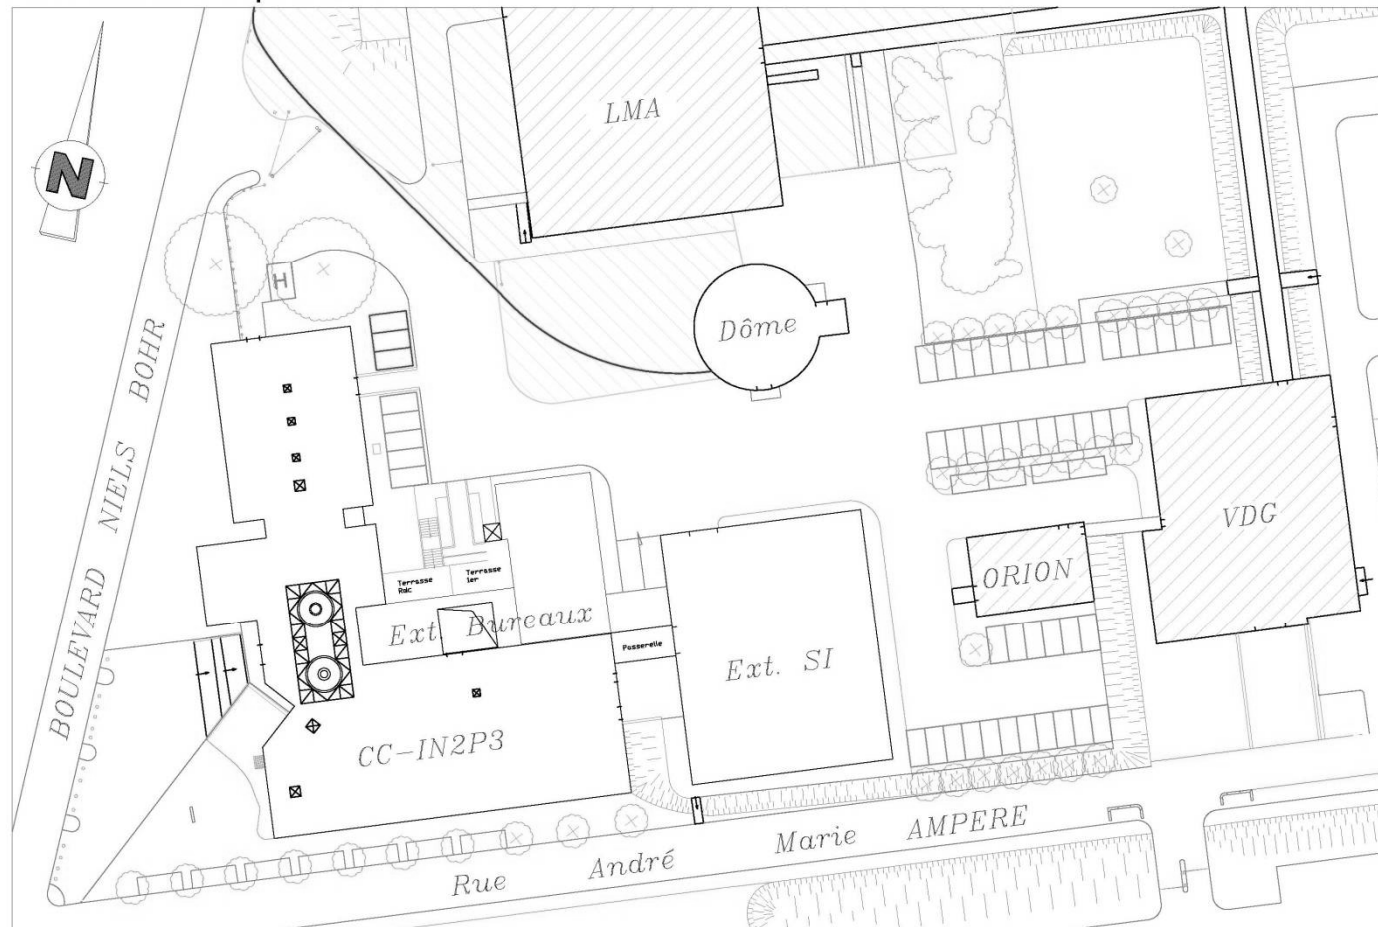 LMA
N
H
Dôme
BOULEVARD NIELS BOHR
VDG
ORION
Terrasse
Rdc
Terrasse
1er
Ext. Bureaux
Passerelle
Ext. SI
CC-IN2P3
Rue André Marie AMPERE